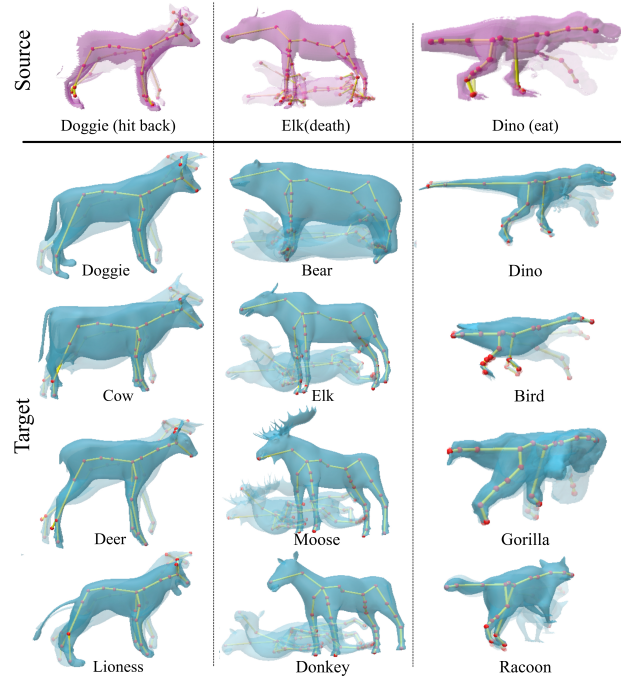 Source
Doggie (hit back)
Elk(death)
Dino (eat)
Target
Doggie
Bear
Dino
Cow
Elk
Bird
Deer
Moose
Gorilla
Lioness
Donkey
Racoon